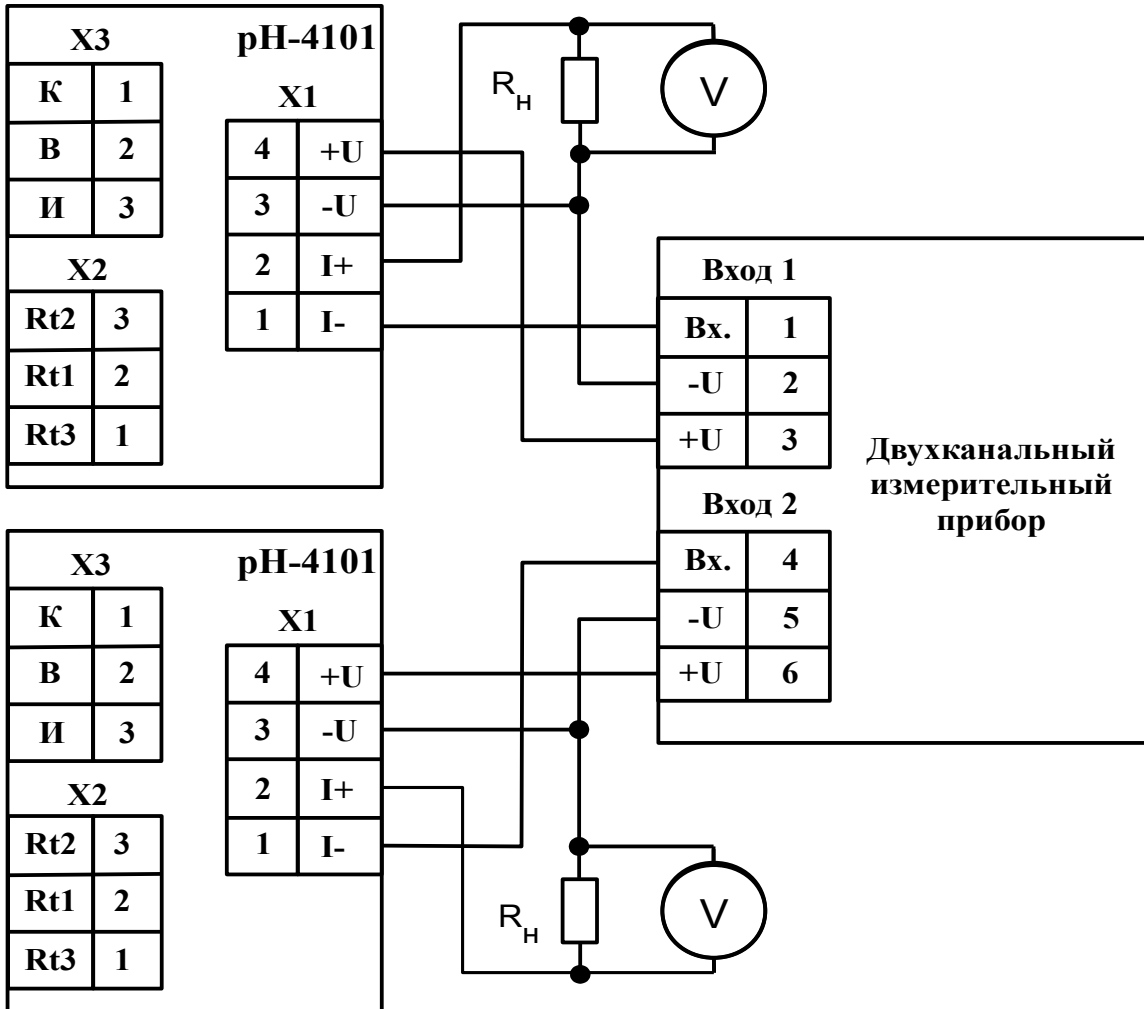 X3
pH-4101
К 1
В 2
И 3
X1
4 +U
3 -U
2 I+
1 I-
X2
Rt2 3
Rt1 2
Rt3 1
Rн
V
Вход 1
Вх. 1
-U 2
+U 3
Вход 2
Вх. 4
-U 5
+U 6
Двухканальный
измерительный
прибор
X3
pH-4101
К 1
В 2
И 3
X1
4 +U
3 -U
2 I+
1 I-
X2
Rt2 3
Rt1 2
Rt3 1
Rн
V